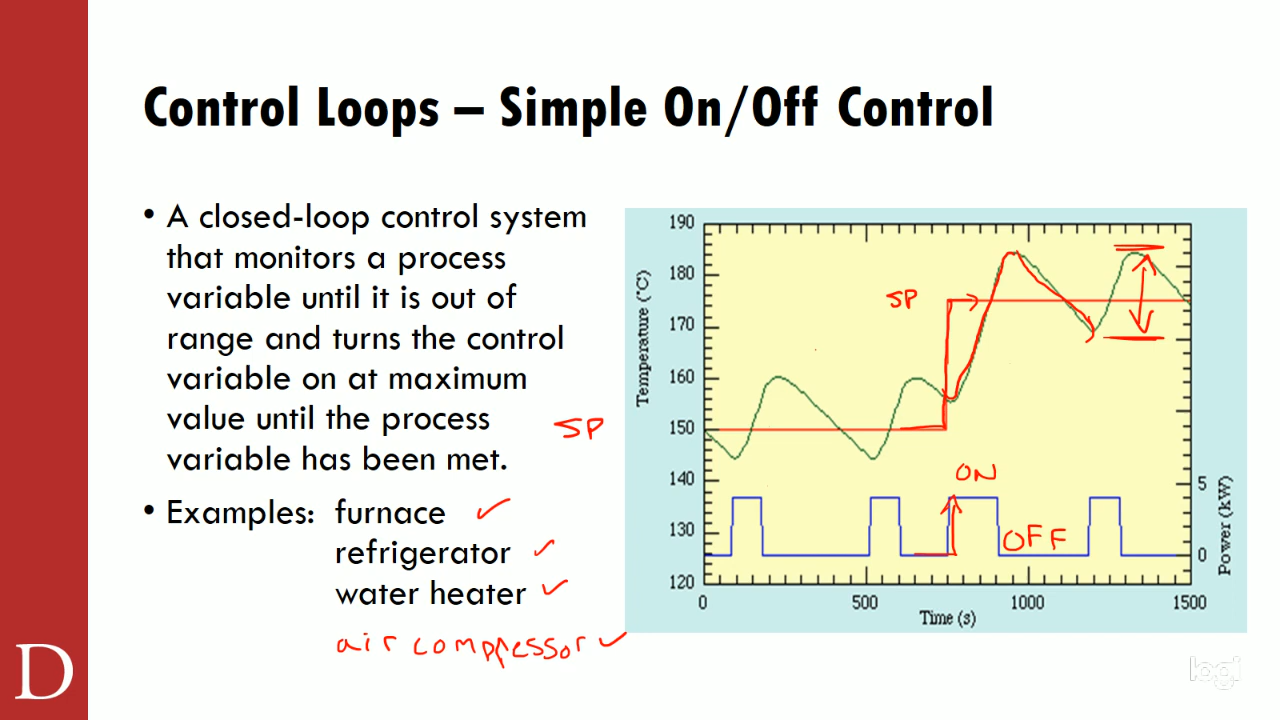 Control Loops – Simple On/Off Control
• A closed-loop control system
that monitors a process
variable until it is out of
range and turns the control
variable on at maximum
value until the process
variable has been met.
SP
• Examples: furnace
refrigerator
water heater
air comppressor
190
180
170
160
150
140
130
120
Temperature (°C)
SP
ON
OFF
5
0
Power (kW)
0
500
1000
1500
Time (s)
D
logi